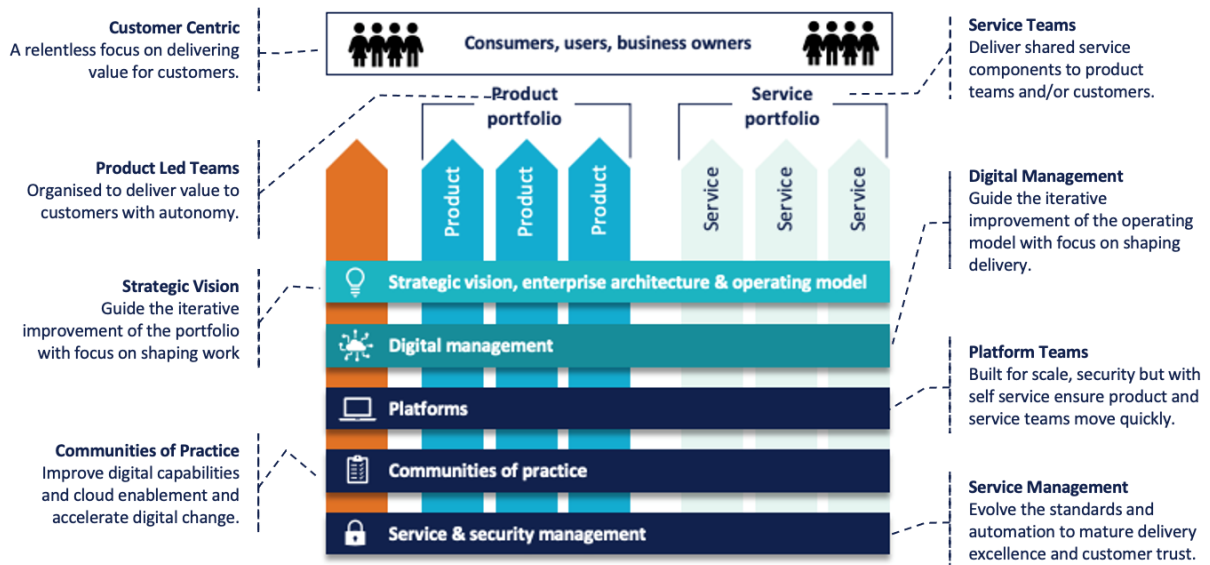 Customer Centric
A relentless focus on delivering
value for customers.
Product Led Teams
Organised to deliver value to
customers with autonomy.
Strategic Vision
Guide the iterative
improvement of the portfolio
with focus on shaping work
Communities of Practice
Improve digital capabilities
and cloud enablement and
accelerate digital change.
Consumers, users, business owners
Product
portfolio
Service
portfolio
Product
Product
Product
Service
Service
Service
Strategic vision, enterprise architecture & operating model
Digital management
Platforms
Communities of practice
Service & security management
Service Teams
Deliver shared service
components to product
teams and/or customers.
Digital Management
Guide the iterative
improvement of the operating
model with focus on shaping
delivery.
Platform Teams
Built for scale, security but with
self service ensure product and
service teams move quickly.
Service Management
Evolve the standards and
automation to mature delivery
excellence and customer trust.